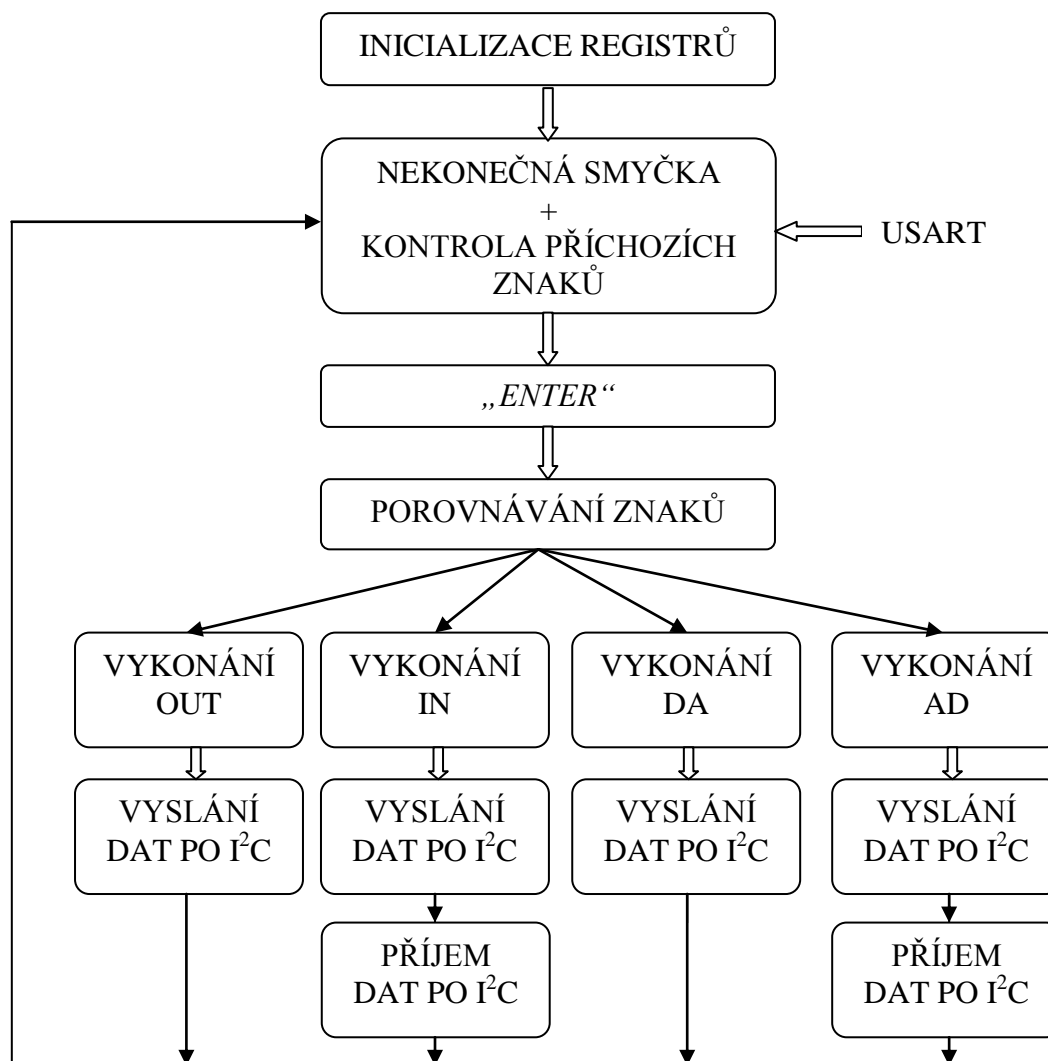 INICIALIZACE REGISTRŮ
NEKONEČNÁ SMYČKA
+
KONTROLA PŘÍCHOZÍCH
ZNAKŮ
USART
„ENTER“
POROVNÁVÁNÍ ZNAKŮ
VYKONÁNÍ
OUT
VYKONÁNÍ
IN
VYKONÁNÍ
DA
VYKONÁNÍ
AD
VYSLÁNÍ
DAT PO I²C
VYSLÁNÍ
DAT PO I²C
VYSLÁNÍ
DAT PO I²C
VYSLÁNÍ
DAT PO I²C
PŘÍJEM
DAT PO I²C
PŘÍJEM
DAT PO I²C